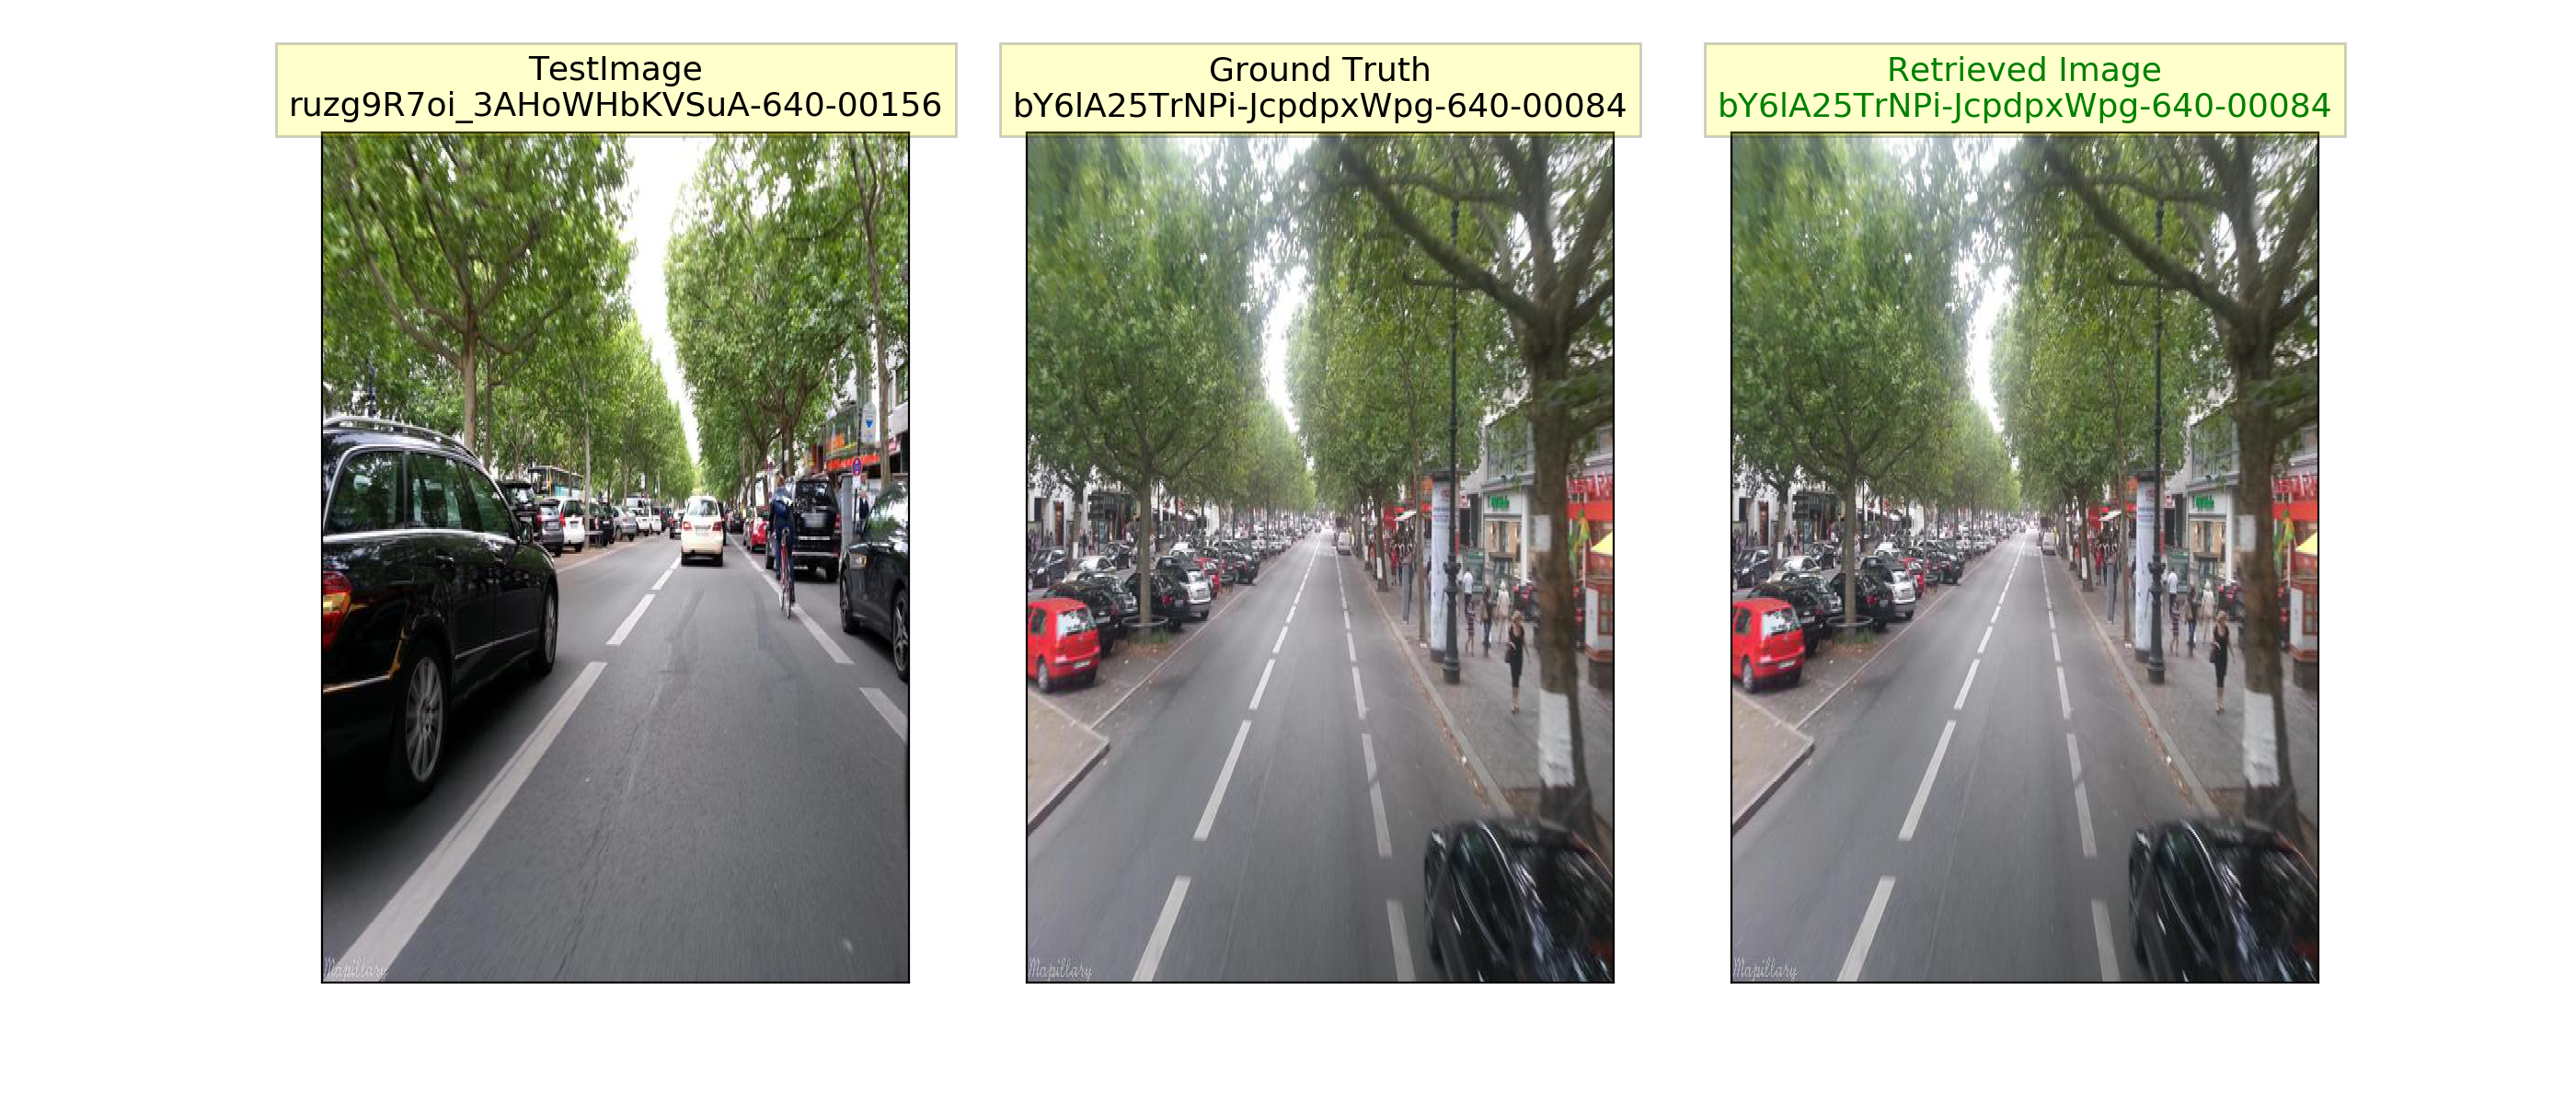 TestImage
ruzg9R7oi_3AHoWHbKVSuA-640-00156
Ground Truth
bY6lA25TrNPi-JcpdpxWpg-640-00084
Retrieved Image
bY6lA25TrNPi-JcpdpxWpg-640-00084
Mapillary
Mapillary
Mapillary